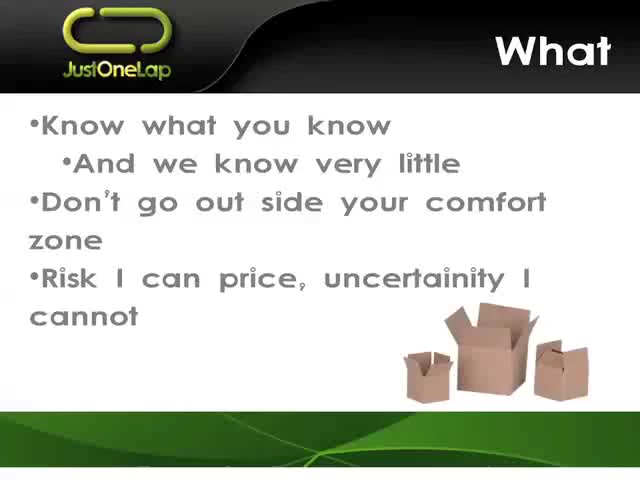 JustOneLap
What
•Know what you know
•And we know very little
•Don't go out side your comfort
zone
•Risk I can price, uncertainity I
cannot